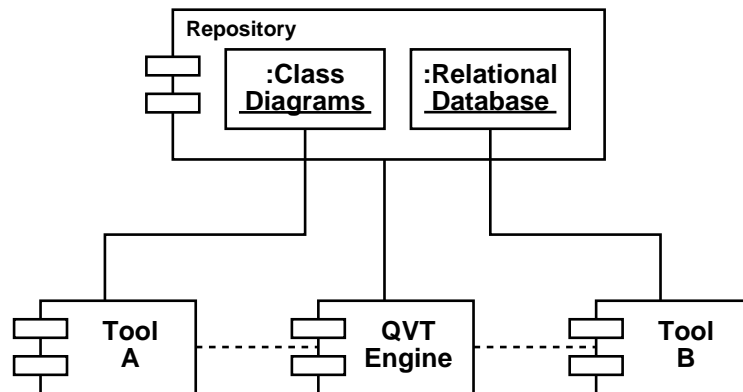 Repository
:Class
Diagrams
:Relational
Database
Tool
A
QVT
Engine
Tool
B